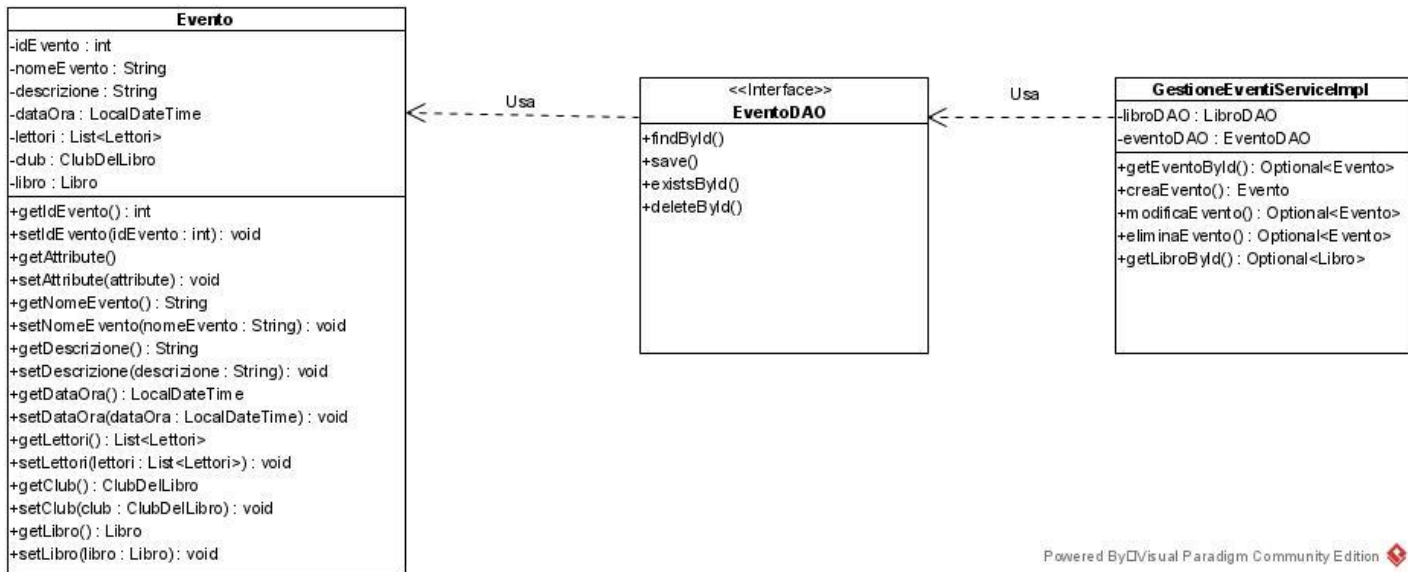 Evento
-idEvento : int
-nomeEvento : String
-descrizione : String
-dataOra : LocalDateTime
-lettori : List<Lettori>
-club : ClubDelLibro
-libro : Libro
+getIdEvento() : int
+setIdEvento(idEvento : int) : void
+getAttribute()
+setAttribute(attribute) : void
+getNomeEvento() : String
+setNomeEvento(nomeEvento : String) : void
+getDescrizione() : String
+setDescrizione(descrizione : String) : void
+getDataOra() : LocalDateTime
+setDataOra(dataOra : LocalDateTime) : void
+getLettori() : List<Lettori>
+setLettori(lettori : List<Lettori>) : void
+getClub() : ClubDelLibro
+setClub(club : ClubDelLibro) : void
+getLibro() : Libro
+setLibro(libro : Libro) : void
Usa
<<Interface>>
EventoDAO
+findById()
+save()
+existsById()
+deleteById()
Usa
GestioneEventiServiceImpl
-libroDAO : LibroDAO
-eventoDAO : EventoDAO
+getEventoById() : Optional<Evento>
+creaEvento() : Evento
+modificaEvento() : Optional<Evento>
+eliminaEvento() : Optional<Evento>
+getLibroById() : Optional<Libro>
Powered By□Visual Paradigm Community Edition